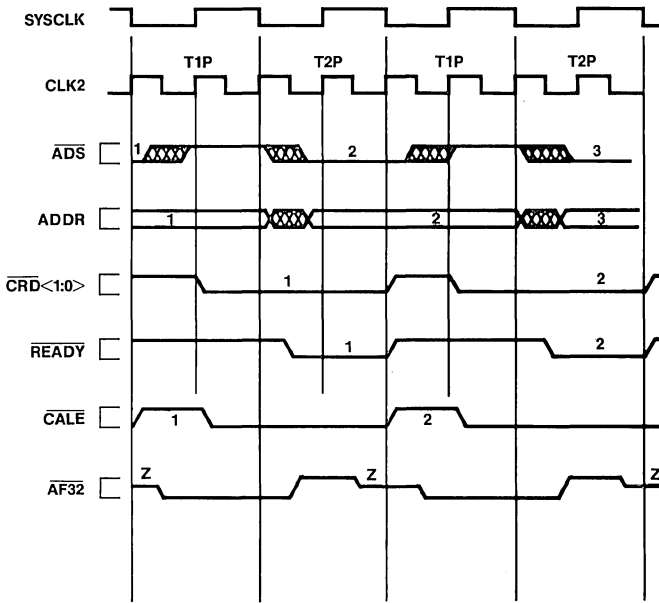 SYSCLK
T1P T2P T1P T2P
CLK2
ADS 1 2 3
ADDR 1 2 3
CRD<1:0> 1 2
READY 1 2
CALE 1 2
AF32 Z Z Z